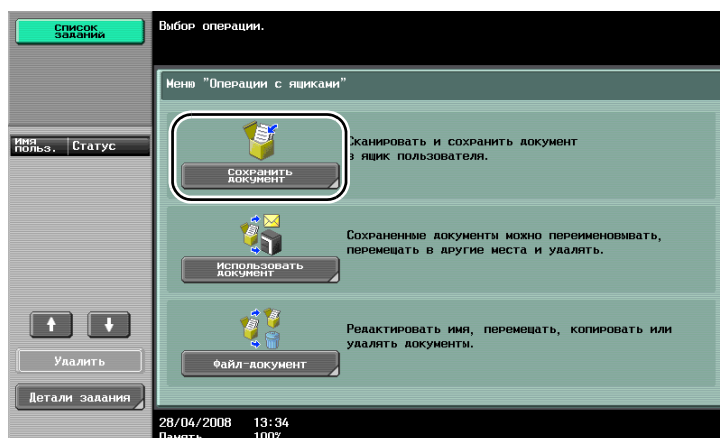 Список
заданий
Выбор операции.
Меню "Операции с ящиками"
Имя
польз.
Статус
Сканировать и сохранить документ
в ящик пользователя.
Сохранить
документ
Сохраненные документы можно переименовывать,
перемещать в другие места и удалять.
Использовать
документ
Редактировать имя, перемещать, копировать или
удалять документы.
Файл-документ
Удалить
Детали задания
28/04/2008 13:34
Память 100%